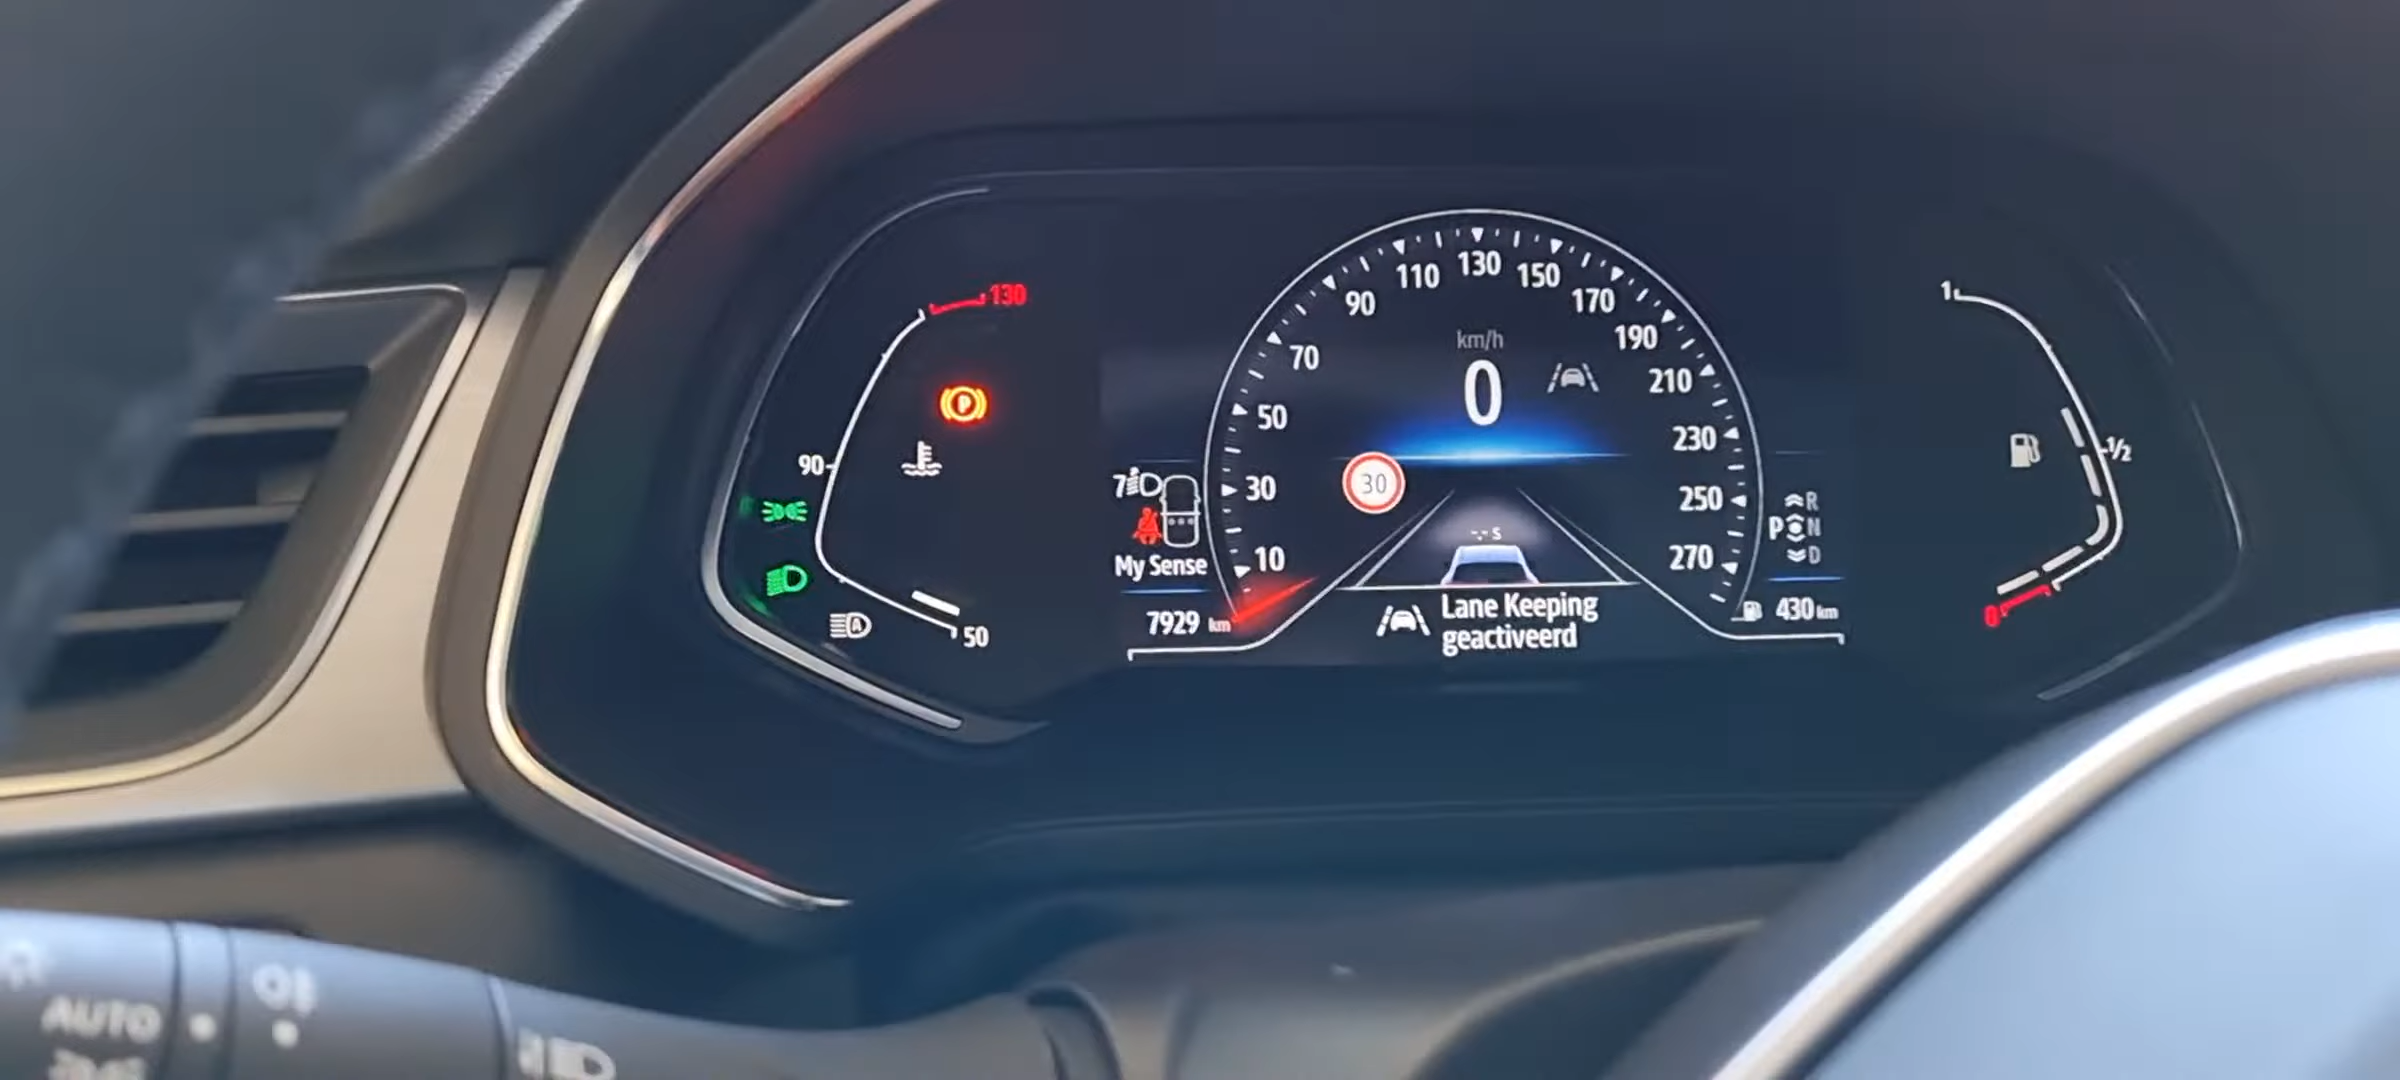 130
90
50
7
My Sense
7929 km
10
30
50
70
90
110
130
150
170
190
210
230
250
270
km/h
0
30
-.- s
Lane Keeping
geactiveerd
R
P N
D
430 km
1
1/2
0
P
A
AUTO